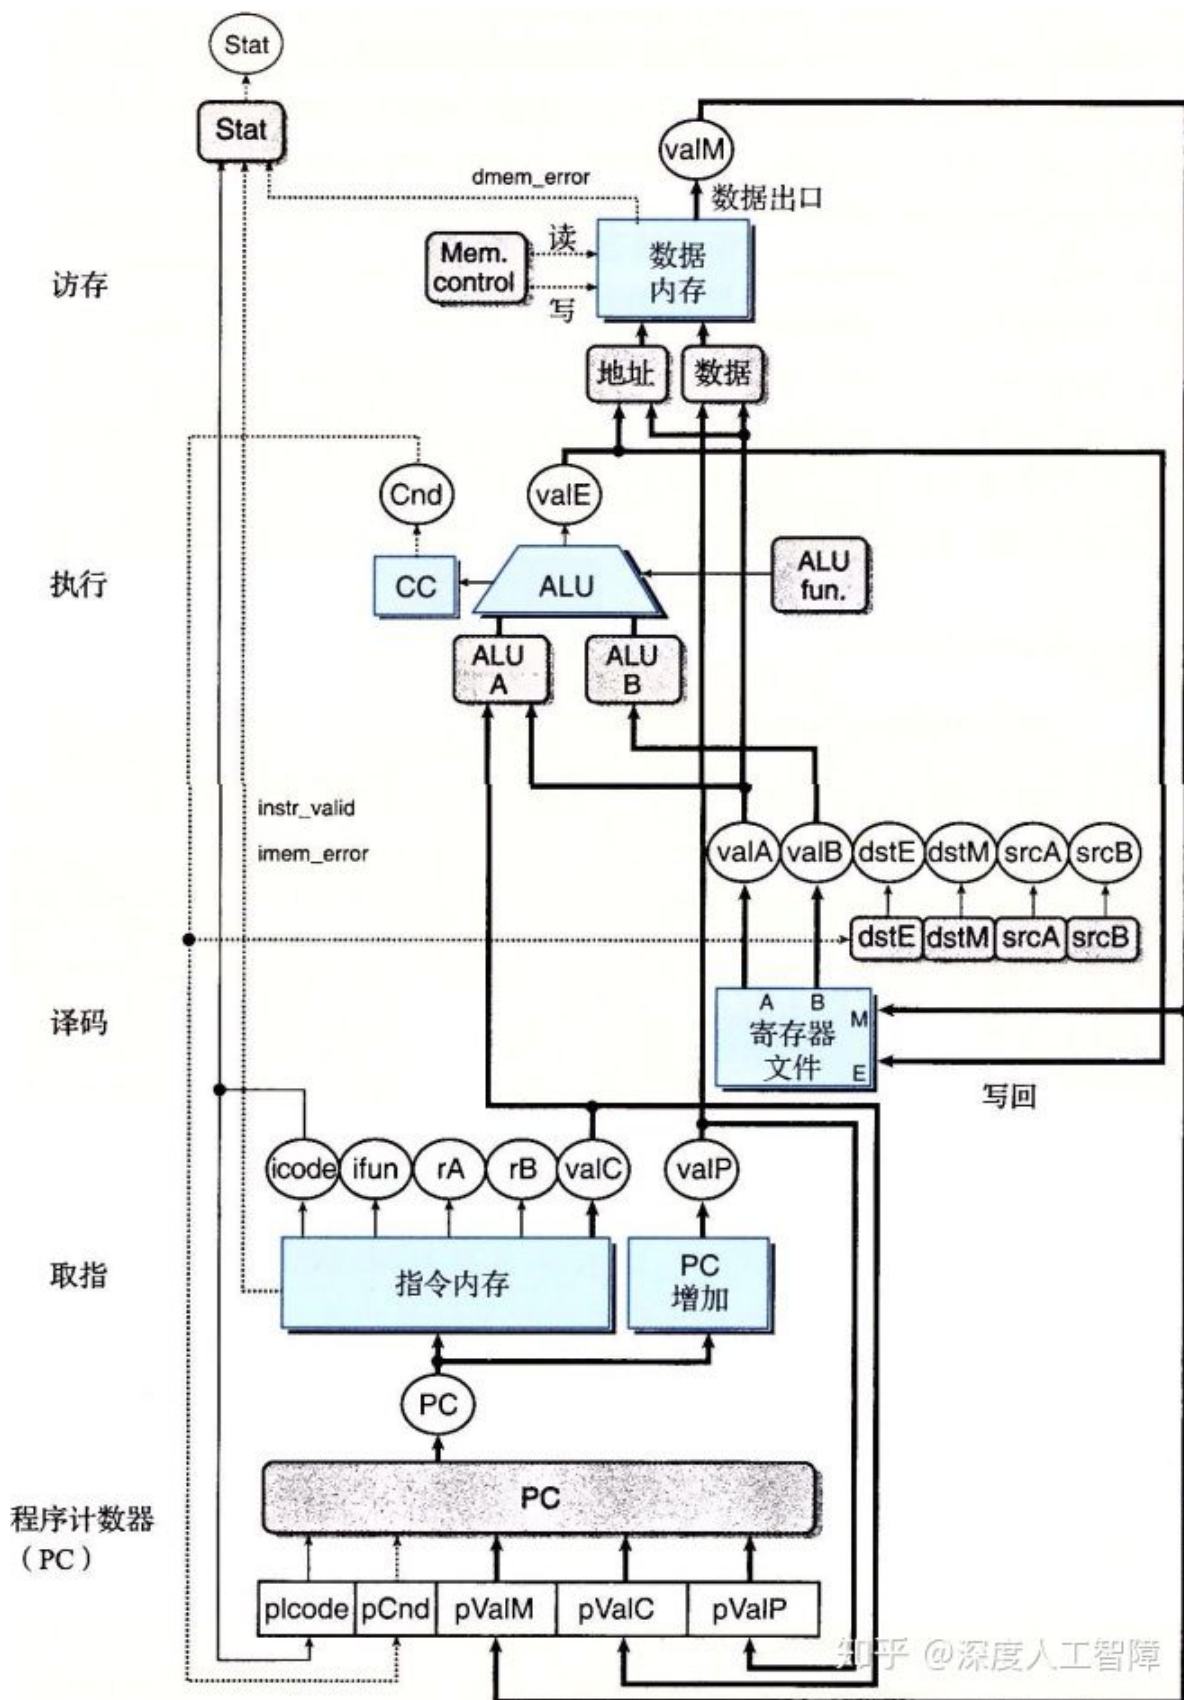 Stat
Stat
valM
dmem_error
数据出口
读
Mem.
control
数据
内存
访存
写
地址
数据
Cnd
valE
ALU
fun.
执行
CC
ALU
ALU
A
ALU
B
instr_valid
imem_error
valA valB dstE dstM srcA srcB
dstE dstM srcA srcB
A B
M
寄存器
文件
E
译码
写回
icode ifun rA rB valC valP
取指
指令内存
PC
增加
PC
PC
程序计数器
(PC)
pIcode pCnd pValM pValC pValP
知乎 @深度人工智障